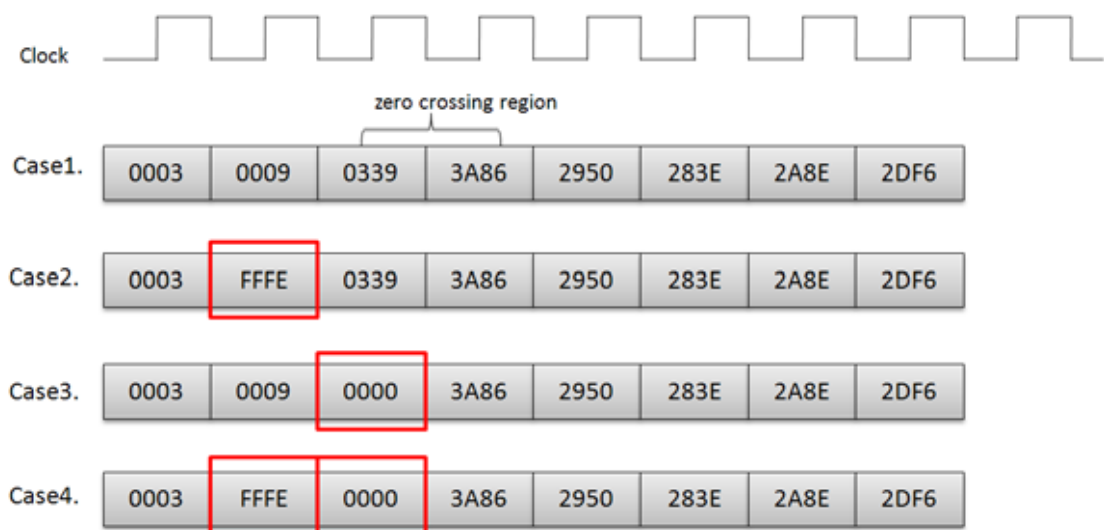 Clock
zero crossing region
Case1. 0003 0009 0339 3A86 2950 283E 2A8E 2DF6
Case2. 0003 FFFE 0339 3A86 2950 283E 2A8E 2DF6
Case3. 0003 0009 0000 3A86 2950 283E 2A8E 2DF6
Case4. 0003 FFFE 0000 3A86 2950 283E 2A8E 2DF6